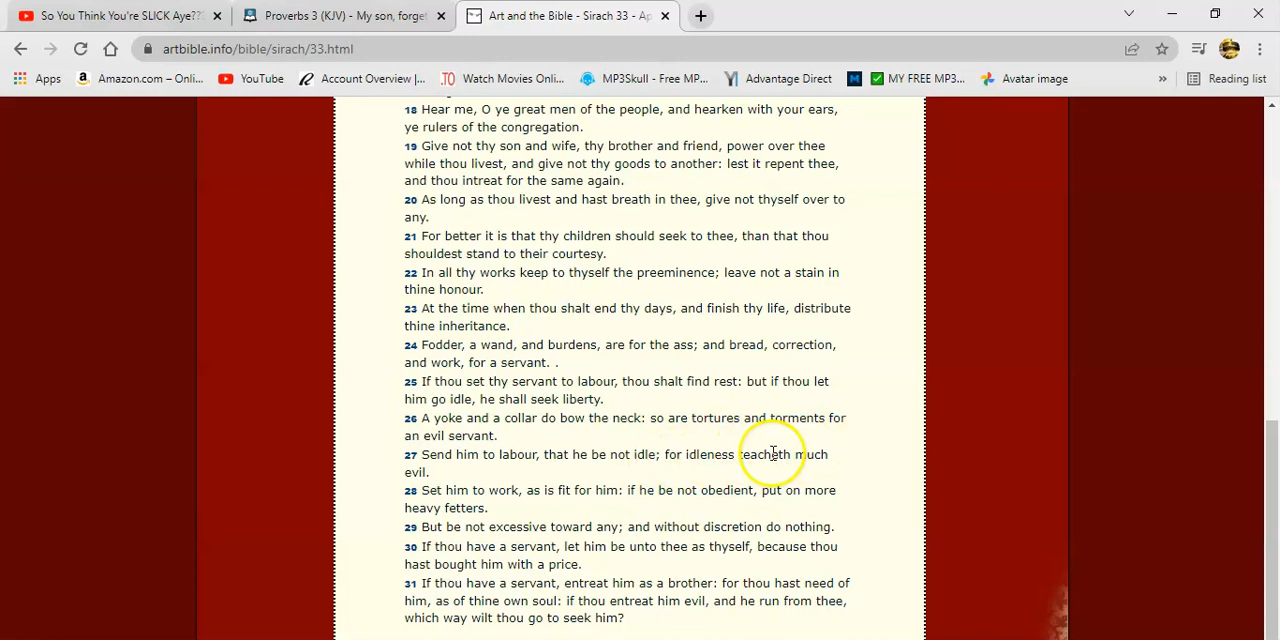 So You Think You're SLICK Aye??
Proverbs 3 (KJV) - My son, forge
Art and the Bible - Sirach 33 - Ap
artbible.info/bible/sirach/33.html
Apps
Amazon.com – Onli...
YouTube
Account Overview |...
TO Watch Movies Onli...
MP3Skull - Free MP...
Advantage Direct
M
MY FREE MP3...
Avatar image
»
Reading list
18 Hear me, O ye great men of the people, and hearken with your ears,
ye rulers of the congregation.
19 Give not thy son and wife, thy brother and friend, power over thee
while thou livest, and give not thy goods to another: lest it repent thee,
and thou intreat for the same again.
20 As long as thou livest and hast breath in thee, give not thyself over to
any.
21 For better it is that thy children should seek to thee, than that thou
shouldest stand to their courtesy.
22 In all thy works keep to thyself the preeminence; leave not a stain in
thine honour.
23 At the time when thou shalt end thy days, and finish thy life, distribute
thine inheritance.
24 Fodder, a wand, and burdens, are for the ass; and bread, correction,
and work, for a servant. .
25 If thou set thy servant to labour, thou shalt find rest: but if thou let
him go idle, he shall seek liberty.
26 A yoke and a collar do bow the neck: so are tortures and torments for
an evil servant.
27 Send him to labour, that he be not idle; for idleness teacheth much
evil.
28 Set him to work, as is fit for him: if he be not obedient, put on more
heavy fetters.
29 But be not excessive toward any; and without discretion do nothing.
30 If thou have a servant, let him be unto thee as thyself, because thou
hast bought him with a price.
31 If thou have a servant, entreat him as a brother: for thou hast need of
him, as of thine own soul: if thou entreat him evil, and he run from thee,
which way wilt thou go to seek him?